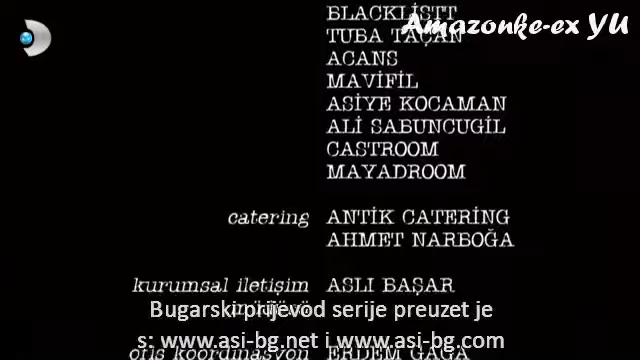 BLACKLİSTT
Amazonke-ex YU
TUBA TAÇAN
ACANS
MAVİFİL
ASİYE KOCAMAN
ALİ SABUNCUGİL
CASTROOM
MAYADROOM
catering ANTİK CATERİNG
AHMET NARBOĞA
kurumsal iletişim ASLI BAŞAR
Bugarski prijevod serije preuzet je
s: www.asi-bg.net i www.asi-bg.com
ofis koordinasyon ERDEM GAGA